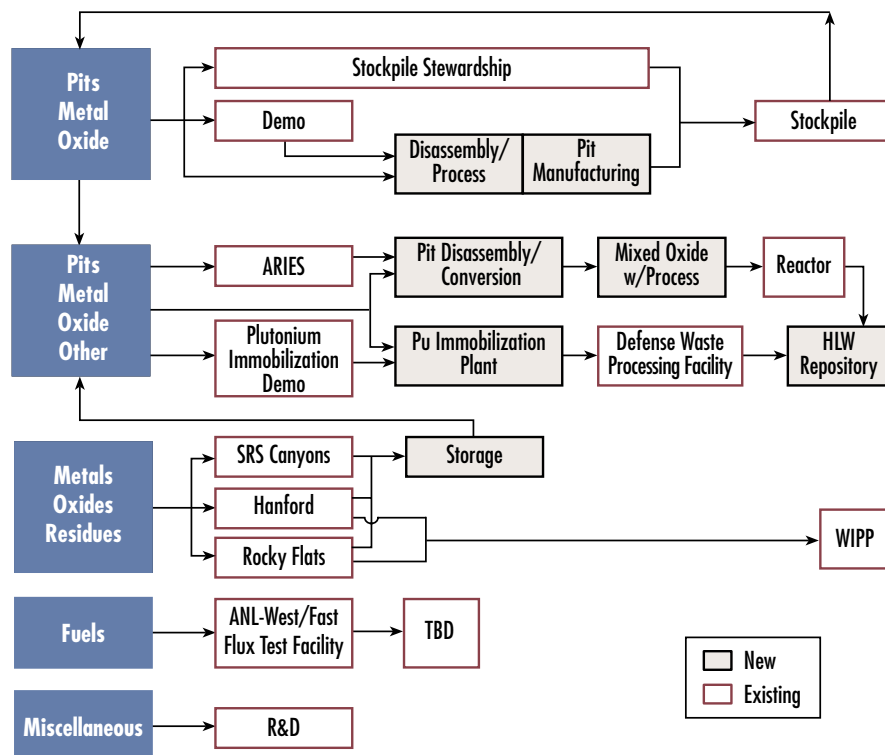 Pits
Metal
Oxide
Stockpile Stewardship
Demo
Disassembly/
Process
Pit
Manufacturing
Stockpile
Pits
Metal
Oxide
Other
ARIES
Pit Disassembly/
Conversion
Mixed Oxide
w/Process
Reactor
Plutonium
Immobilization
Demo
Pu Immobilization
Plant
Defense Waste
Processing Facility
HLW
Repository
Metals
Oxides
Residues
SRS Canyons
Storage
Hanford
Rocky Flats
WIPP
Fuels
ANL-West/Fast
Flux Test Facility
TBD
Miscellaneous
R&D
New
Existing